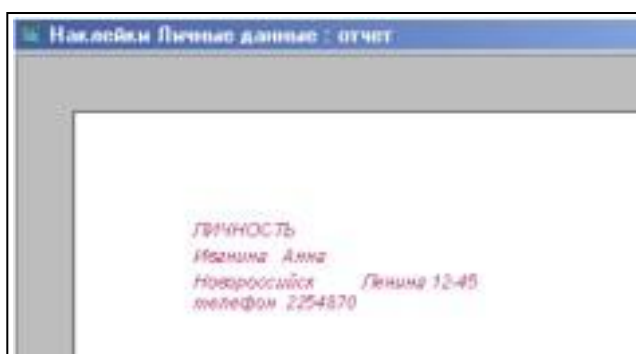 Наклейки Личные данные : отчет
ЛИЧНОСТЬ
Иванина Анна
Новороссийск Ленина 12-45
телефон 2254870